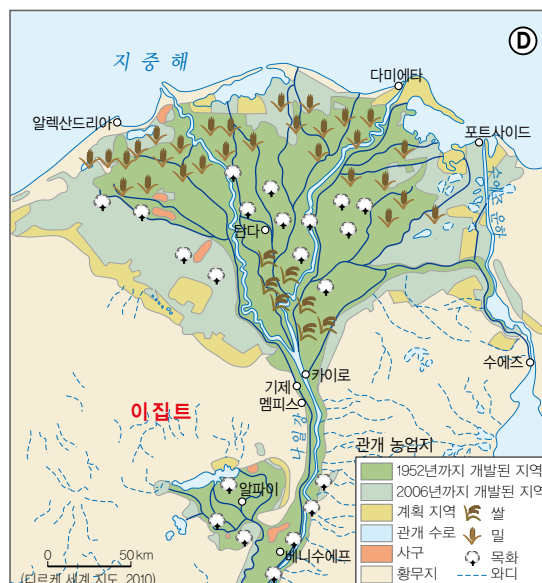 D
지중해
다미에타
알렉산드리아
포트사이드
수에즈 운하
탄타
카이로
기제
멤피스
수에즈
이집트
나일강
알파이
베니수에프
0 50 km
(디르케 세계 지도, 2010)
관개 농업지
1952년까지 개발된 지역
2006년까지 개발된 지역
계획 지역 쌀
관개 수로 밀
사구 목화
황무지 와디